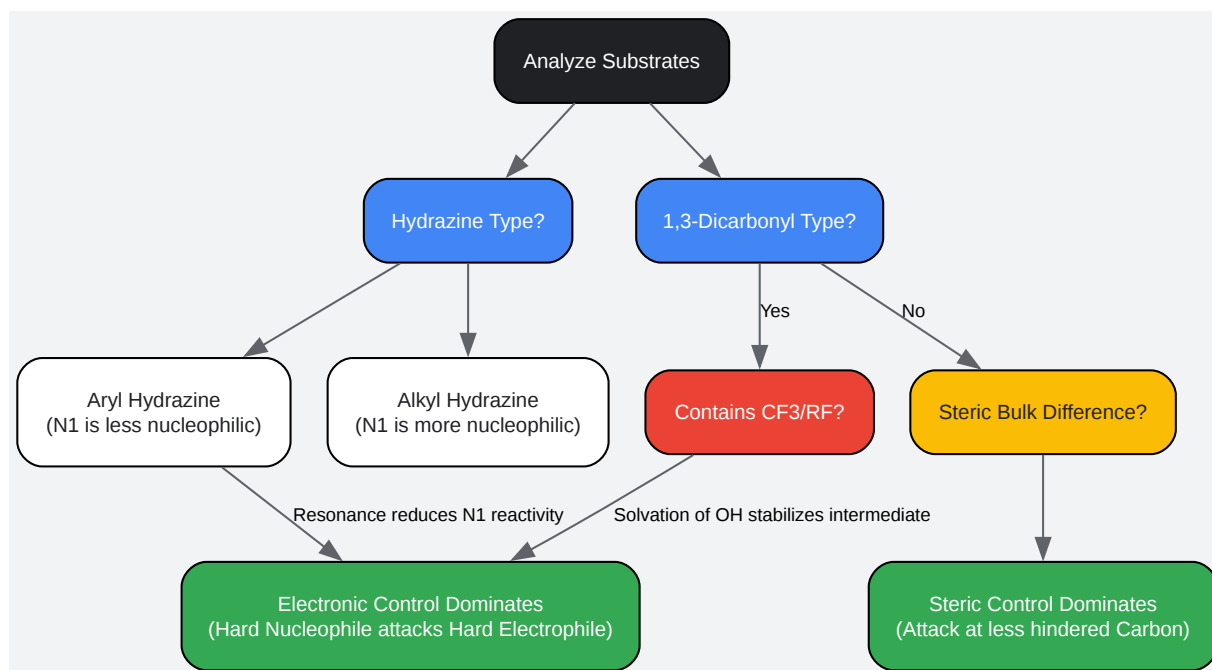 Analyze Substrates
Hydrazine Type?
1,3-Dicarbonyl Type?
Yes
No
Aryl Hydrazine
(N1 is less nucleophilic)
Alkyl Hydrazine
(N1 is more nucleophilic)
Contains CF3/RF?
Steric Bulk Difference?
Resonance reduces N1 reactivity
Solvation of OH stabilizes intermediate
Electronic Control Dominates
(Hard Nucleophile attacks Hard Electrophile)
Steric Control Dominates
(Attack at less hindered Carbon)